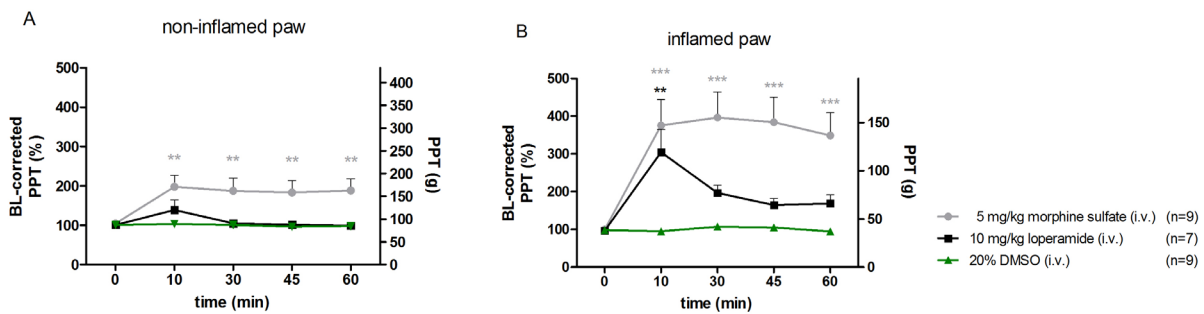 A
non-inflamed paw
500
400
300
200
100
0
BL-corrected
PPT (%)
** ** ** **
400
350
300
250
200
150
100
50
0
PPT (g)
0 10 30 45 60
time (min)
B
inflamed paw
500
400
300
200
100
0
BL-corrected
PPT (%)
*** *** *** ***
**
150
100
50
0
PPT (g)
0 10 30 45 60
time (min)
5 mg/kg morphine sulfate (i.v.) (n=9)
10 mg/kg loperamide (i.v.) (n=7)
20% DMSO (i.v.) (n=9)